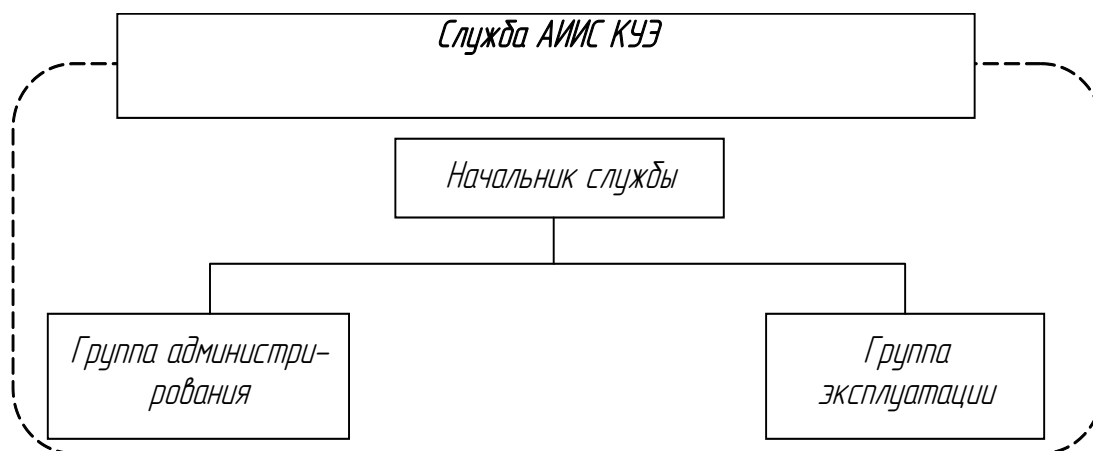 Служба АИИС КУЭ
Начальник службы
Группа администри-
рования
Группа
эксплуатации